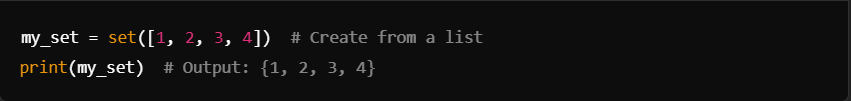 my_set = set([1, 2, 3, 4])  # Create from a list
print(my_set)  # Output: {1, 2, 3, 4}